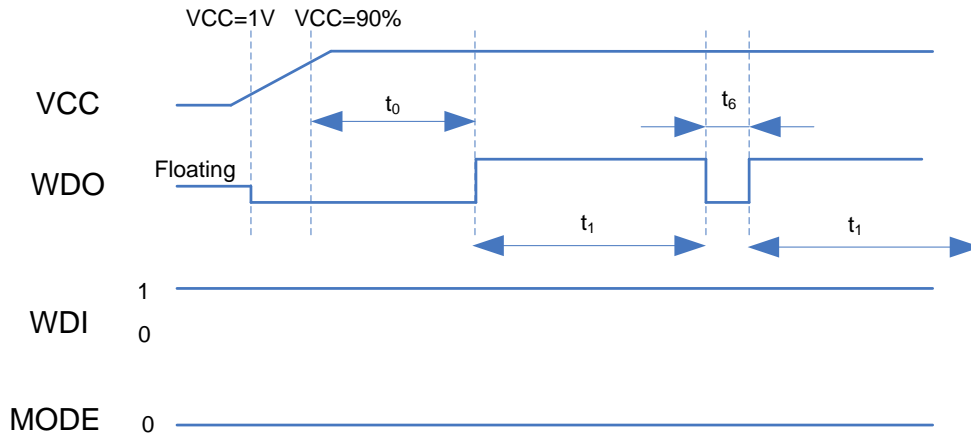 VCC=1V VCC=90%
VCC
t0
t6
Floating
WDO
t1
t1
1
WDI
0
MODE 0